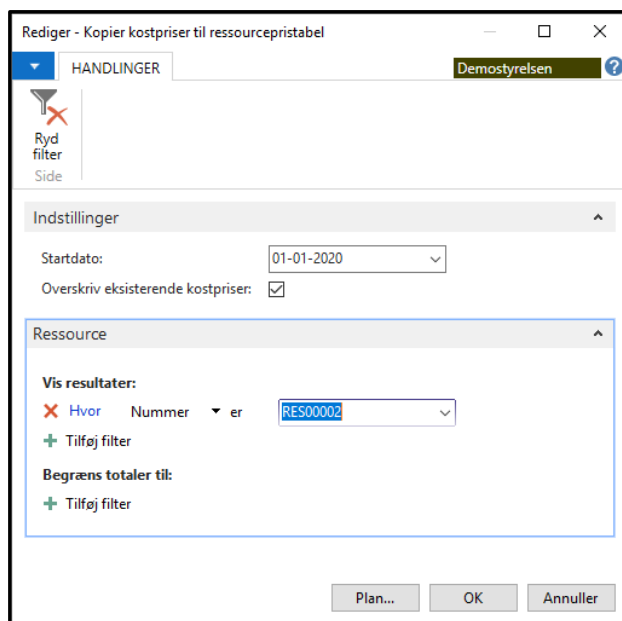 Rediger - Kopier kostpriser til ressourcepristabel
HANDLINGER
Demostyrelsen
?
Ryd
filter
Side
Indstillinger
Startdato: 01-01-2020
Overskriv eksisterende kostpriser:
Ressource
Vis resultater:
Hvor Nummer er RES00002
Tilføj filter
Begræns totaler til:
Tilføj filter
Plan... OK Annuller